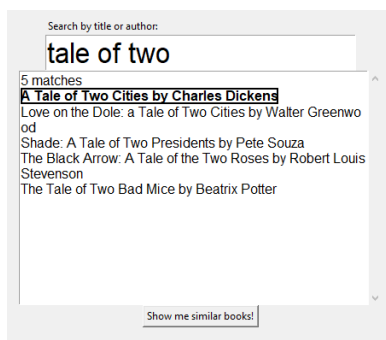 Search by title or author:
tale of two
5 matches
A Tale of Two Cities by Charles Dickens
Love on the Dole: a Tale of Two Cities by Walter Greenwo
od
Shade: A Tale of Two Presidents by Pete Souza
The Black Arrow: A Tale of the Two Roses by Robert Louis
Stevenson
The Tale of Two Bad Mice by Beatrix Potter
Show me similar books!